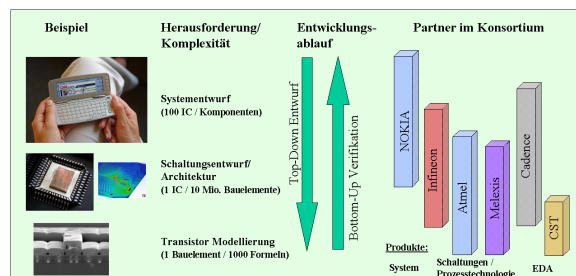 Beispiel
Herausforderung/
Komplexität
Entwicklungs-
ablauf
Partner im Konsortium
Systementwurf
(100 IC / Komponenten)
Schaltungsentwurf/
Architektur
(1 IC / 10 Mio. Bauelemente)
Transistor Modellierung
(1 Bauelement / 1000 Formeln)
Top-Down Entwurf
Bottom-Up Verifikation
NOKIA
Infineon
Atmel
Melexis
Cadence
CST
Produkte:
System
Schaltungen /
Prozesstechnologie
EDA